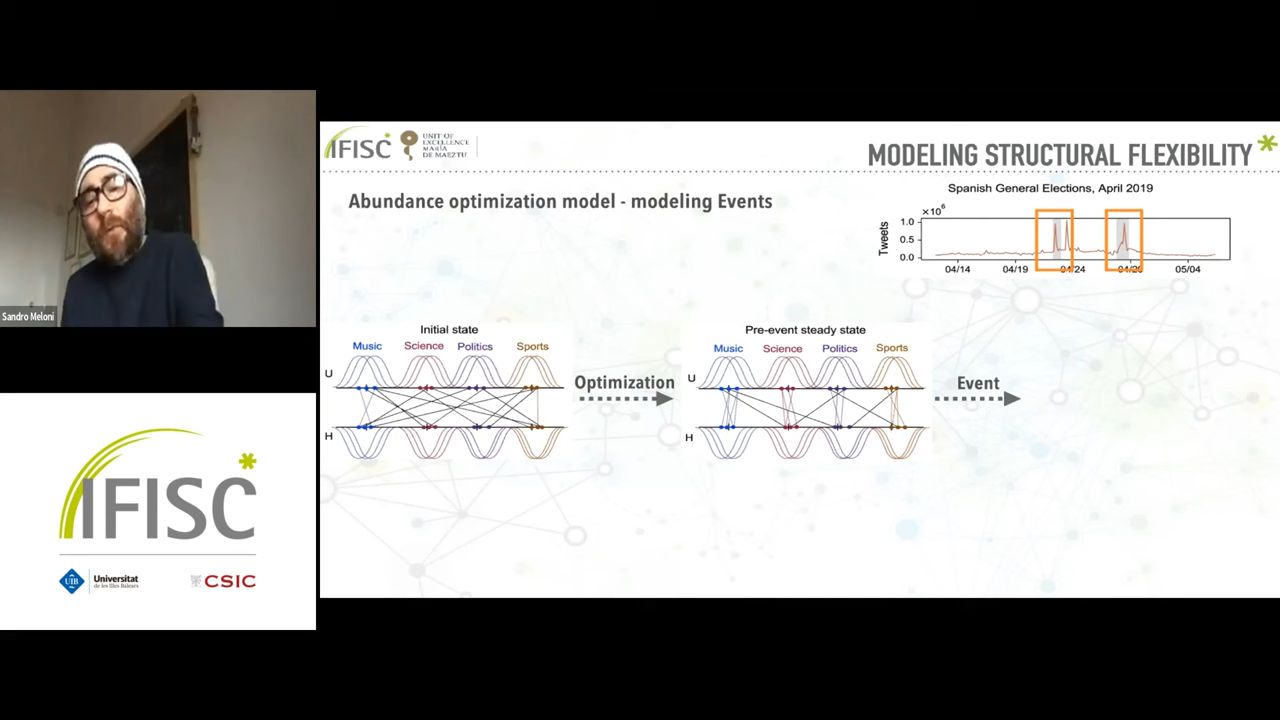 Sandro Meloni
IFISC
UIB
Universitat
de les Illes Balears
CSIC
IFISC
UNIT OF
EXCELLENCE
MARÍA
DE MAEZTU
MODELING STRUCTURAL FLEXIBILITY
Abundance optimization model - modeling Events
Spanish General Elections, April 2019
×10⁶
Tweets
1.0
0.5
0.0
04/14
04/19
04/24
04/29
05/04
Initial state
Music
Science
Politics
Sports
U
H
Optimization
Pre-event steady state
Music
Science
Politics
Sports
U
H
Event